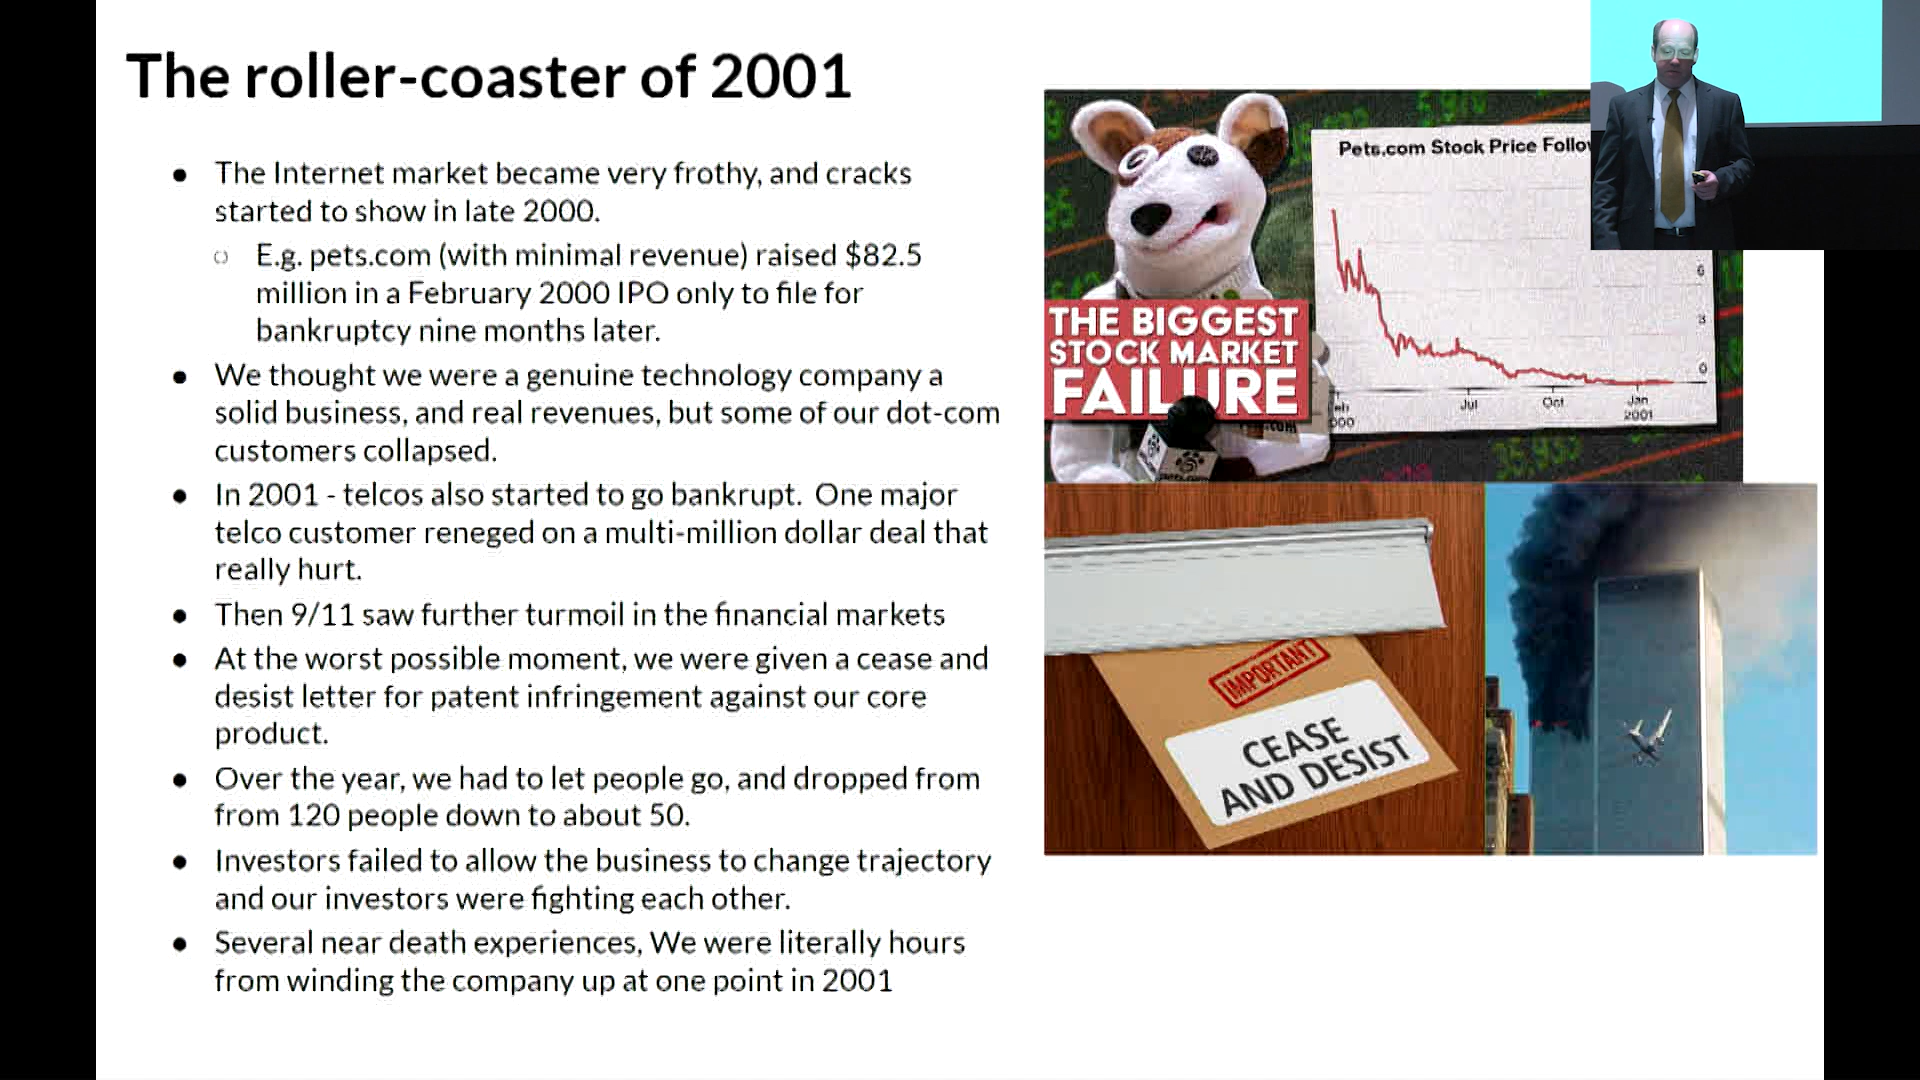 The roller-coaster of 2001
The Internet market became very frothy, and cracks
started to show in late 2000.
E.g. pets.com (with minimal revenue) raised $82.5
million in a February 2000 IPO only to file for
bankruptcy nine months later.
We thought we were a genuine technology company a
solid business, and real revenues, but some of our dot-com
customers collapsed.
In 2001 - telcos also started to go bankrupt. One major
telco customer reneged on a multi-million dollar deal that
really hurt.
Then 9/11 saw further turmoil in the financial markets
At the worst possible moment, we were given a cease and
desist letter for patent infringement against our core
product.
Over the year, we had to let people go, and dropped from
from 120 people down to about 50.
Investors failed to allow the business to change trajectory
and our investors were fighting each other.
Several near death experiences, We were literally hours
from winding the company up at one point in 2001
Pets.com Stock Price
6
3
0
Jul
Oct
Jan
2001
THE BIGGEST
STOCK MARKET
FAILURE
35,930
IMPORTANT
CEASE
AND DESIST